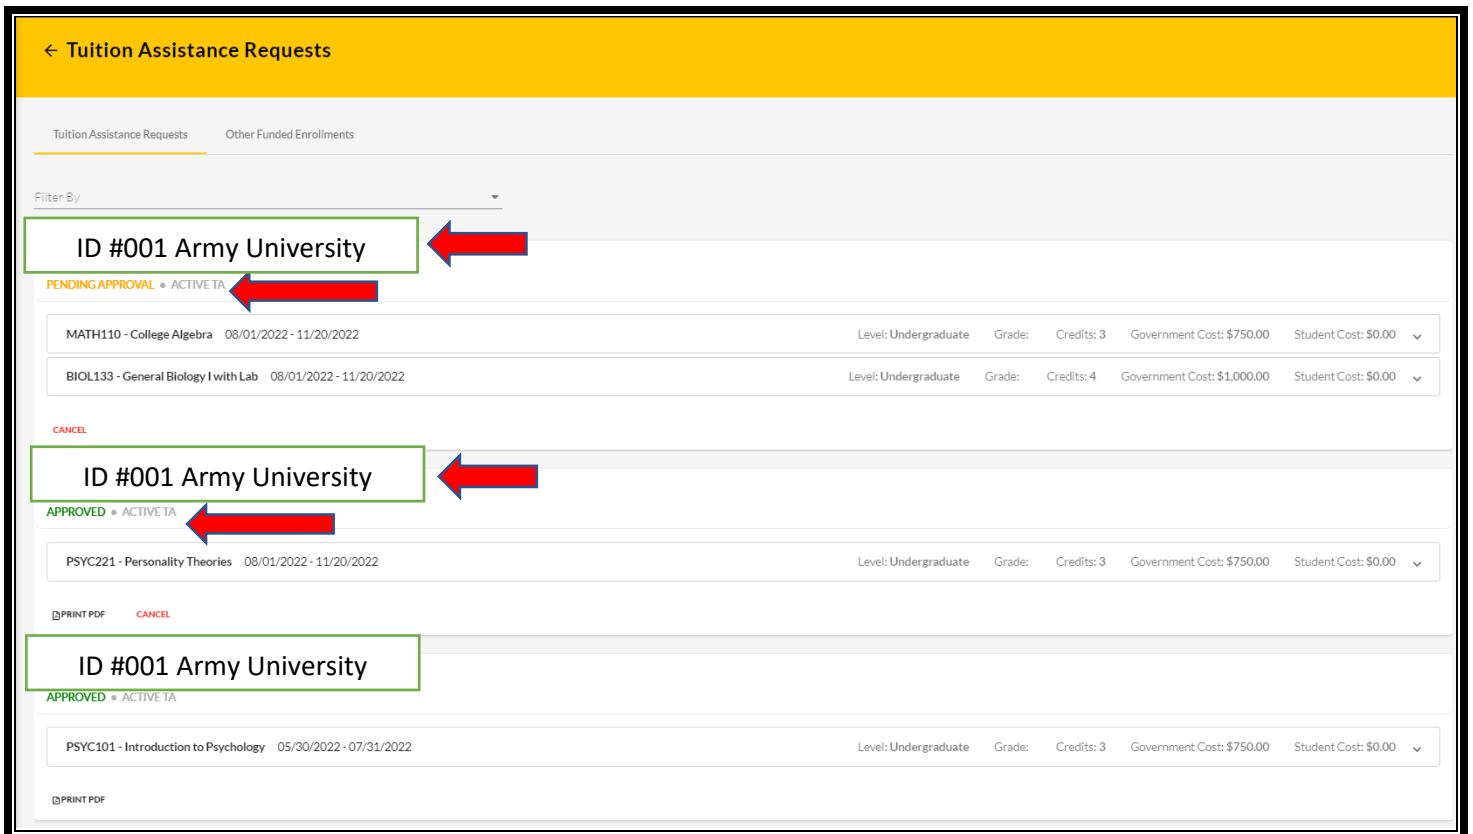 ← Tuition Assistance Requests
Tuition Assistance Requests Other Funded Enrollments
Filter By
ID #001 Army University
PENDING APPROVAL • ACTIVE TA
MATH110 - College Algebra 08/01/2022 - 11/20/2022 Level: Undergraduate Grade: Credits: 3 Government Cost: $750.00 Student Cost: $0.00
BIOL133 - General Biology I with Lab 08/01/2022 - 11/20/2022 Level: Undergraduate Grade: Credits: 4 Government Cost: $1,000.00 Student Cost: $0.00
CANCEL
ID #001 Army University
APPROVED • ACTIVE TA
PSYC221 - Personality Theories 08/01/2022 - 11/20/2022 Level: Undergraduate Grade: Credits: 3 Government Cost: $750.00 Student Cost: $0.00
PRINT PDF CANCEL
ID #001 Army University
APPROVED • ACTIVE TA
PSYC101 - Introduction to Psychology 05/30/2022 - 07/31/2022 Level: Undergraduate Grade: Credits: 3 Government Cost: $750.00 Student Cost: $0.00
PRINT PDF